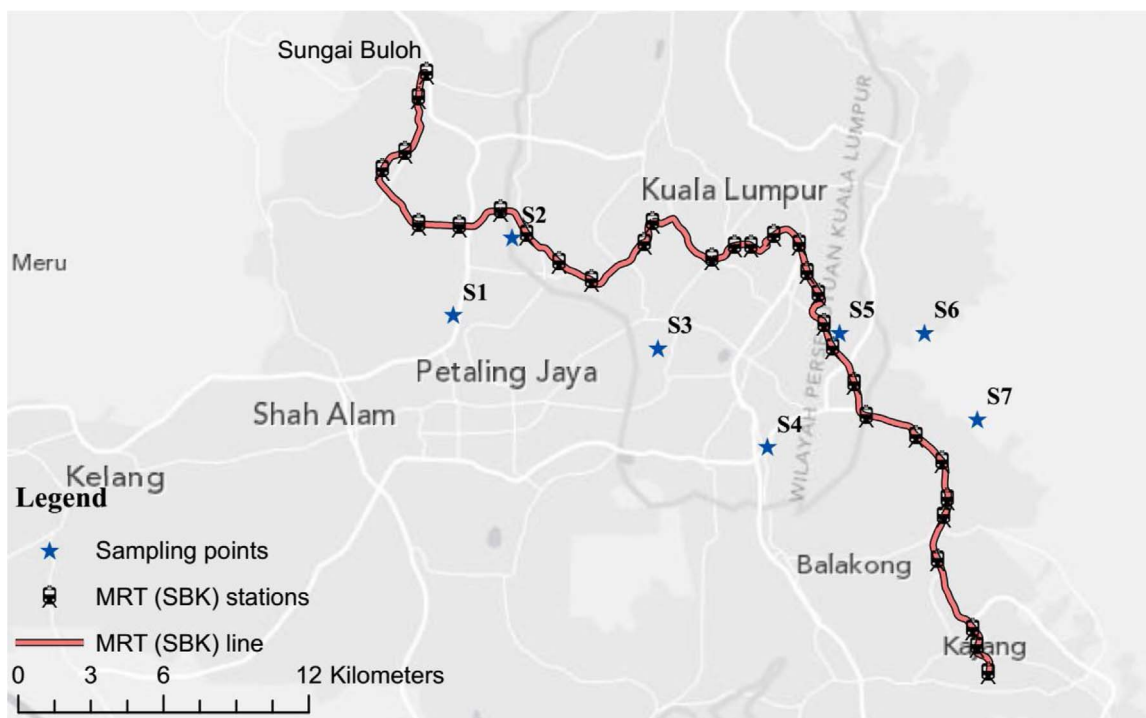 Sungai Buloh
Kuala Lumpur
WILAYAH PERSEKUTUAN KUALA LUMPUR
S2
Meru
S1
S5
S6
S3
Petaling Jaya
S7
Shah Alam
S4
Kelang
Legend
Sampling points
MRT (SBK) stations
Balakong
MRT (SBK) line
Kajang
0 3 6 12 Kilometers